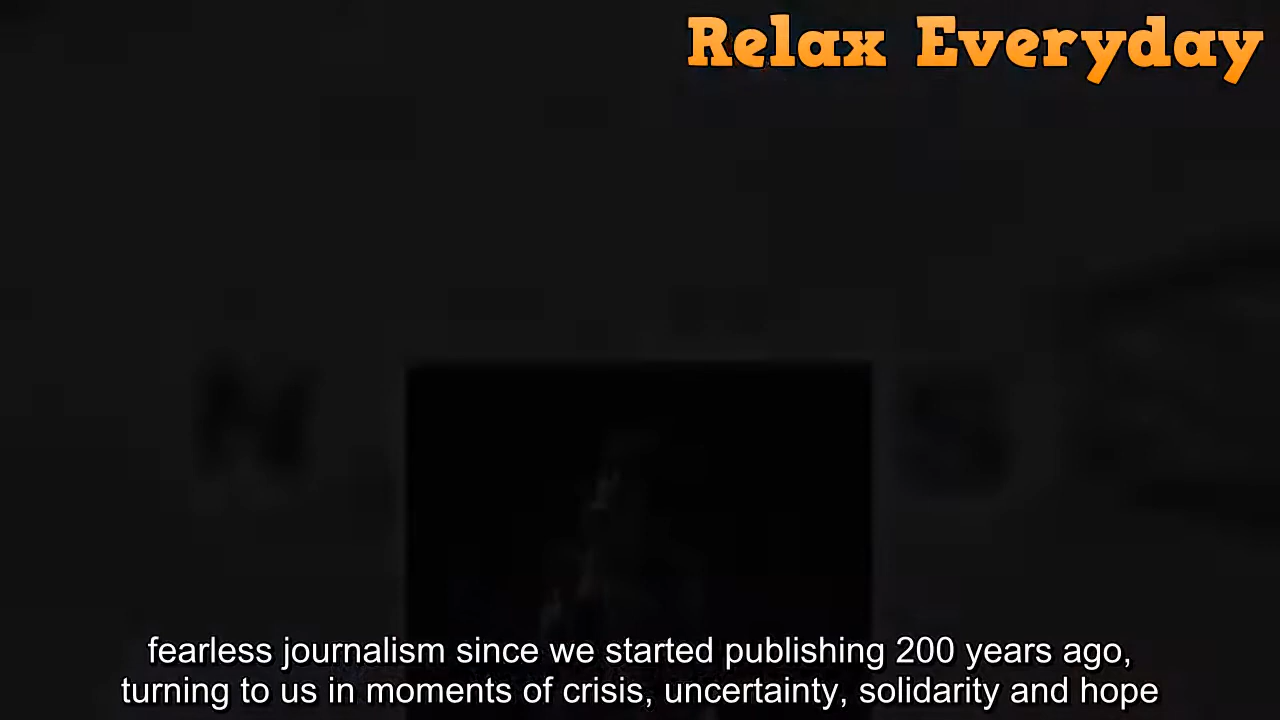 Relax Everyday
fearless journalism since we started publishing 200 years ago,
turning to us in moments of crisis, uncertainty, solidarity and hope